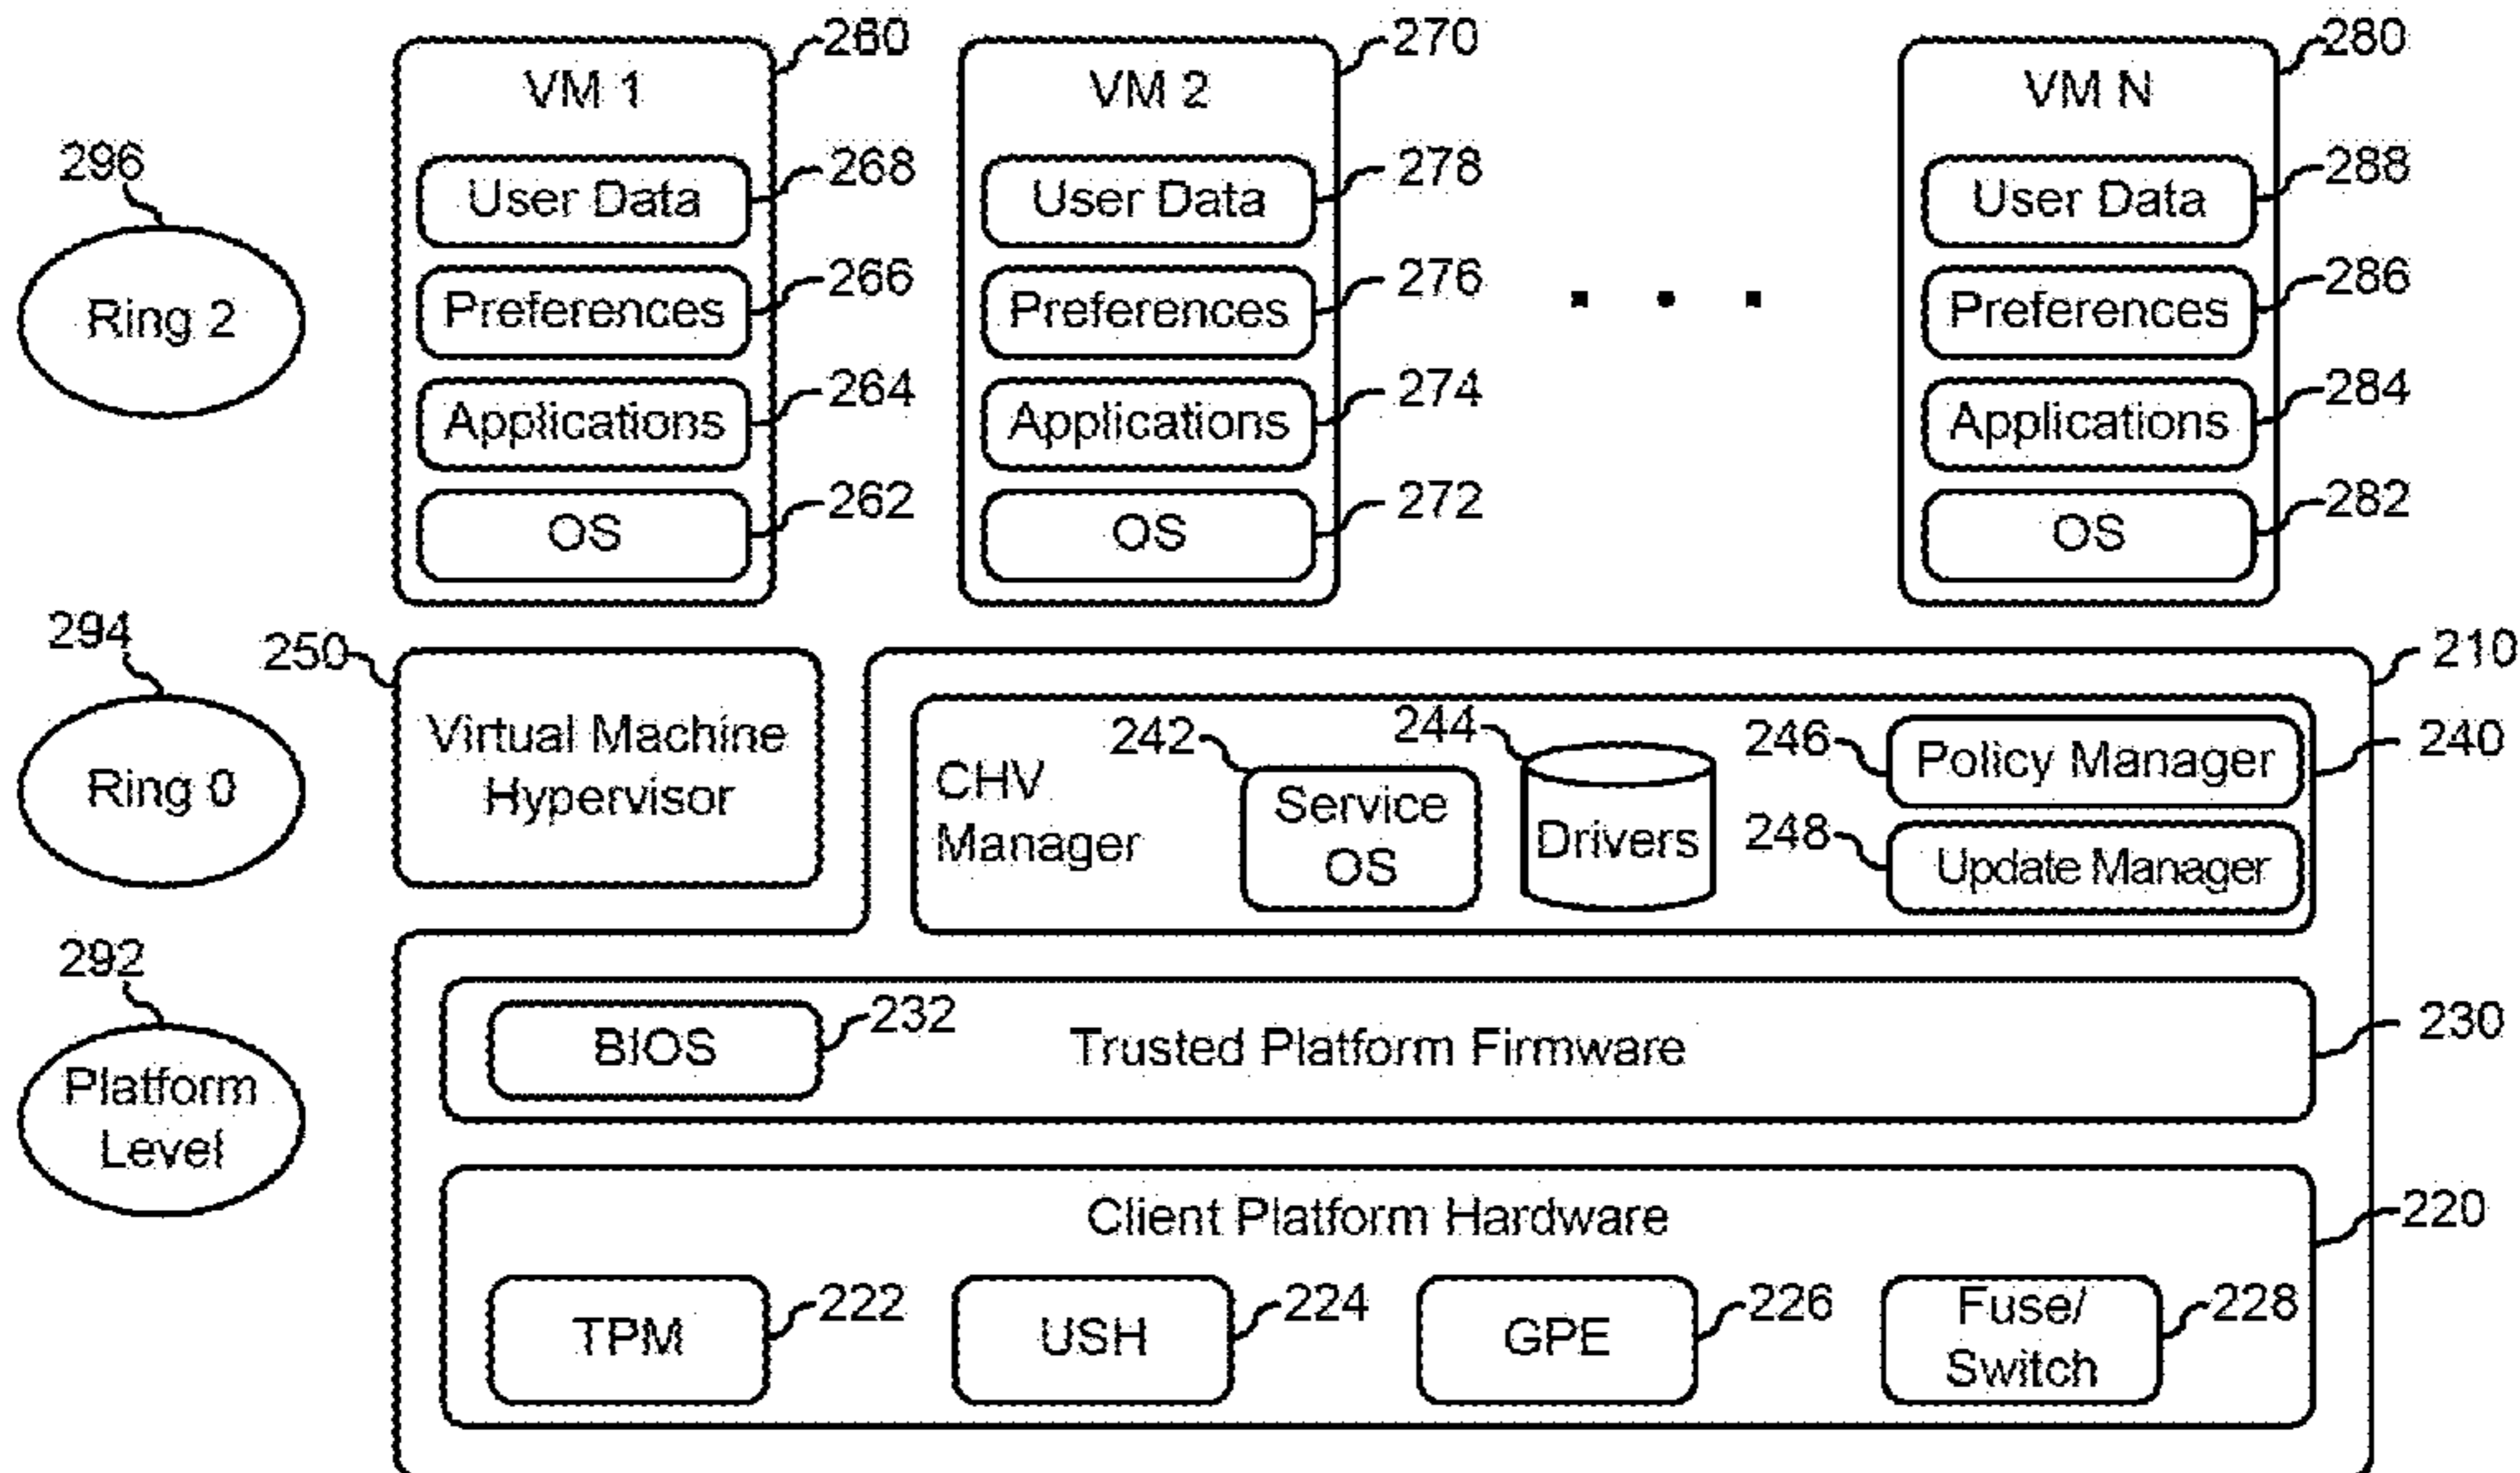 260
270
280
VM 1
VM 2
VM N
296
268
278
288
User Data
User Data
User Data
266
276
286
Ring 2
Preferences
Preferences
Preferences
264
274
284
Applications
Applications
Applications
262
272
282
OS
OS
OS
294
250
210
Virtual Machine
Hypervisor
Ring 0
CHV
Manager
242
Service
OS
244
Drivers
246
Policy Manager
240
248
Update Manager
292
Platform
Level
BIOS
232
Trusted Platform Firmware
230
Client Platform Hardware
220
TPM
222
USH
224
GPE
226
Fuse/
Switch
228